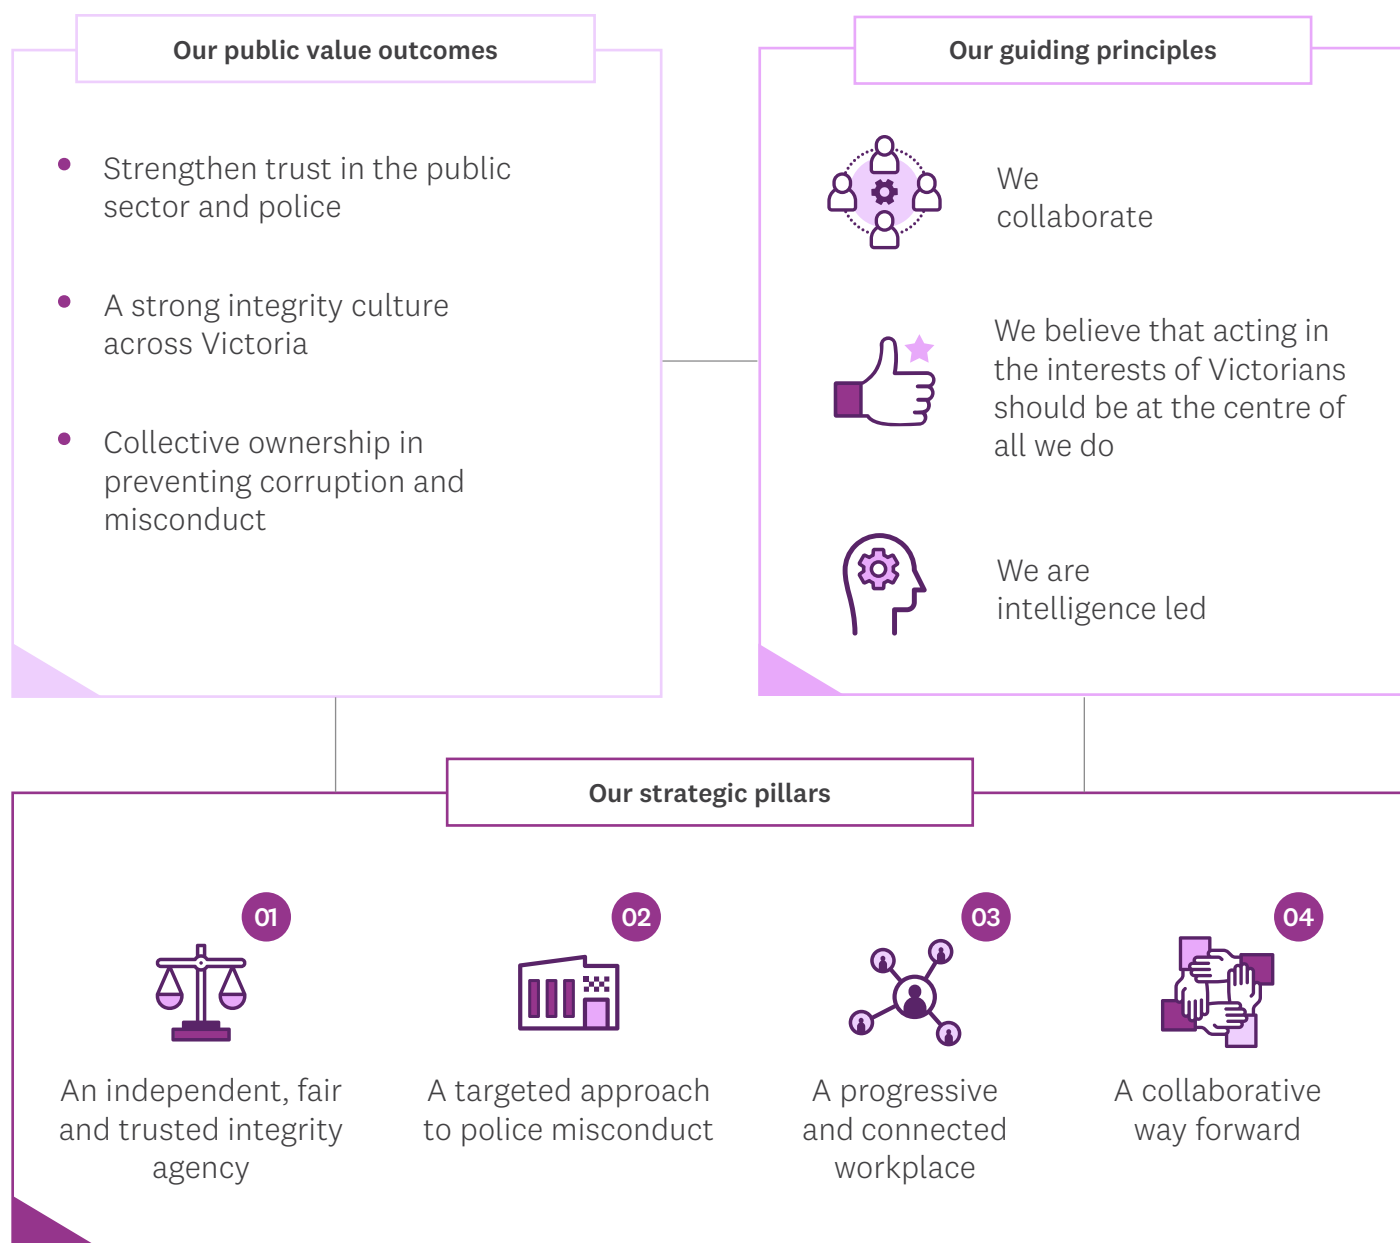 Our public value outcomes
Strengthen trust in the public
sector and police
A strong integrity culture
across Victoria
Collective ownership in
preventing corruption and
misconduct
Our guiding principles
We
collaborate
We believe that acting in
the interests of Victorians
should be at the centre of
all we do
We are
intelligence led
Our strategic pillars
01
An independent, fair
and trusted integrity
agency
02
A targeted approach
to police misconduct
03
A progressive
and connected
workplace
04
A collaborative
way forward